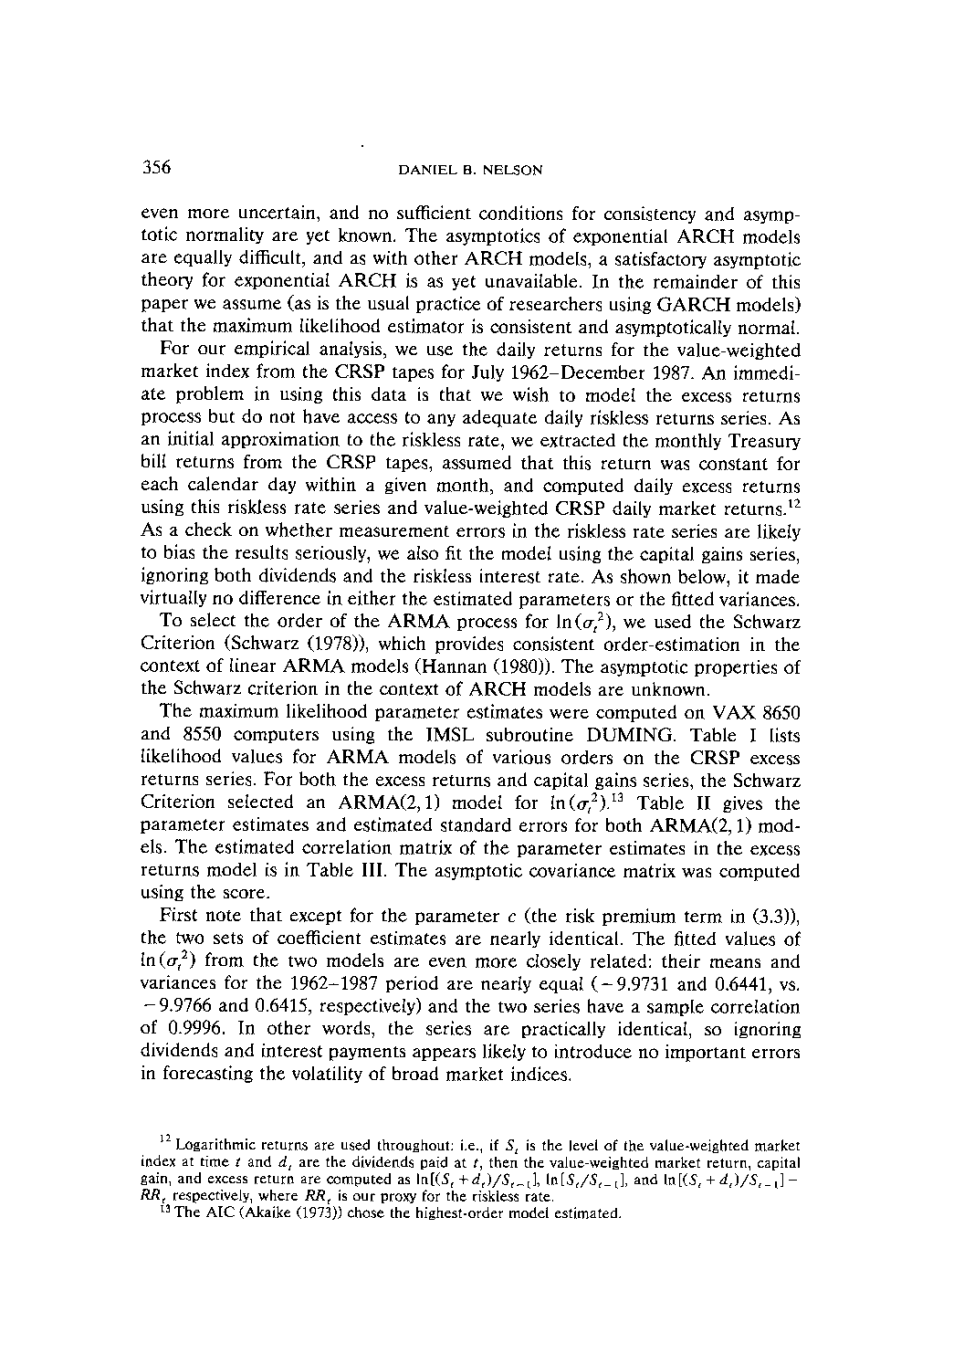 356
DANIEL B. NELSON
even more uncertain, and no sufficient conditions for consistency and asymp-
totic normality are yet known. The asymptotics of exponential ARCH models
are equally difficult, and as with other ARCH models, a satisfactory asymptotic
theory for exponential ARCH is as yet unavailable. In the remainder of this
paper we assume (as is the usual practice of researchers using GARCH models)
that the maximum likelihood estimator is consistent and asymptotically normal.
For our empirical analysis, we use the daily returns for the value-weighted
market index from the CRSP tapes for July 1962–December 1987. An immedi-
ate problem in using this data is that we wish to model the excess returns
process but do not have access to any adequate daily riskless returns series. As
an initial approximation to the riskless rate, we extracted the monthly Treasury
bill returns from the CRSP tapes, assumed that this return was constant for
each calendar day within a given month, and computed daily excess returns
using this riskless rate series and value-weighted CRSP daily market returns.¹²
As a check on whether measurement errors in the riskless rate series are likely
to bias the results seriously, we also fit the model using the capital gains series,
ignoring both dividends and the riskless interest rate. As shown below, it made
virtually no difference in either the estimated parameters or the fitted variances.
To select the order of the ARMA process for ln(σₜ²), we used the Schwarz
Criterion (Schwarz (1978)), which provides consistent order-estimation in the
context of linear ARMA models (Hannan (1980)). The asymptotic properties of
the Schwarz criterion in the context of ARCH models are unknown.
The maximum likelihood parameter estimates were computed on VAX 8650
and 8550 computers using the IMSL subroutine DUMING. Table I lists
likelihood values for ARMA models of various orders on the CRSP excess
returns series. For both the excess returns and capital gains series, the Schwarz
Criterion selected an ARMA(2,1) model for ln(σₜ²).¹³ Table II gives the
parameter estimates and estimated standard errors for both ARMA(2,1) mod-
els. The estimated correlation matrix of the parameter estimates in the excess
returns model is in Table III. The asymptotic covariance matrix was computed
using the score.
First note that except for the parameter c (the risk premium term in (3.3)),
the two sets of coefficient estimates are nearly identical. The fitted values of
ln(σₜ²) from the two models are even more closely related: their means and
variances for the 1962–1987 period are nearly equal (−9.9731 and 0.6441, vs.
−9.9766 and 0.6415, respectively) and the two series have a sample correlation
of 0.9996. In other words, the series are practically identical, so ignoring
dividends and interest payments appears likely to introduce no important errors
in forecasting the volatility of broad market indices.
¹² Logarithmic returns are used throughout: i.e., if Sₜ is the level of the value-weighted market
index at time t and dₜ are the dividends paid at t, then the value-weighted market return, capital
gain, and excess return are computed as ln[(Sₜ + dₜ)/Sₜ₋₁], ln[Sₜ/Sₜ₋₁], and ln[(Sₜ + dₜ)/Sₜ₋₁] −
RRₜ respectively, where RRₜ is our proxy for the riskless rate.
¹³ The AIC (Akaike (1973)) chose the highest-order model estimated.